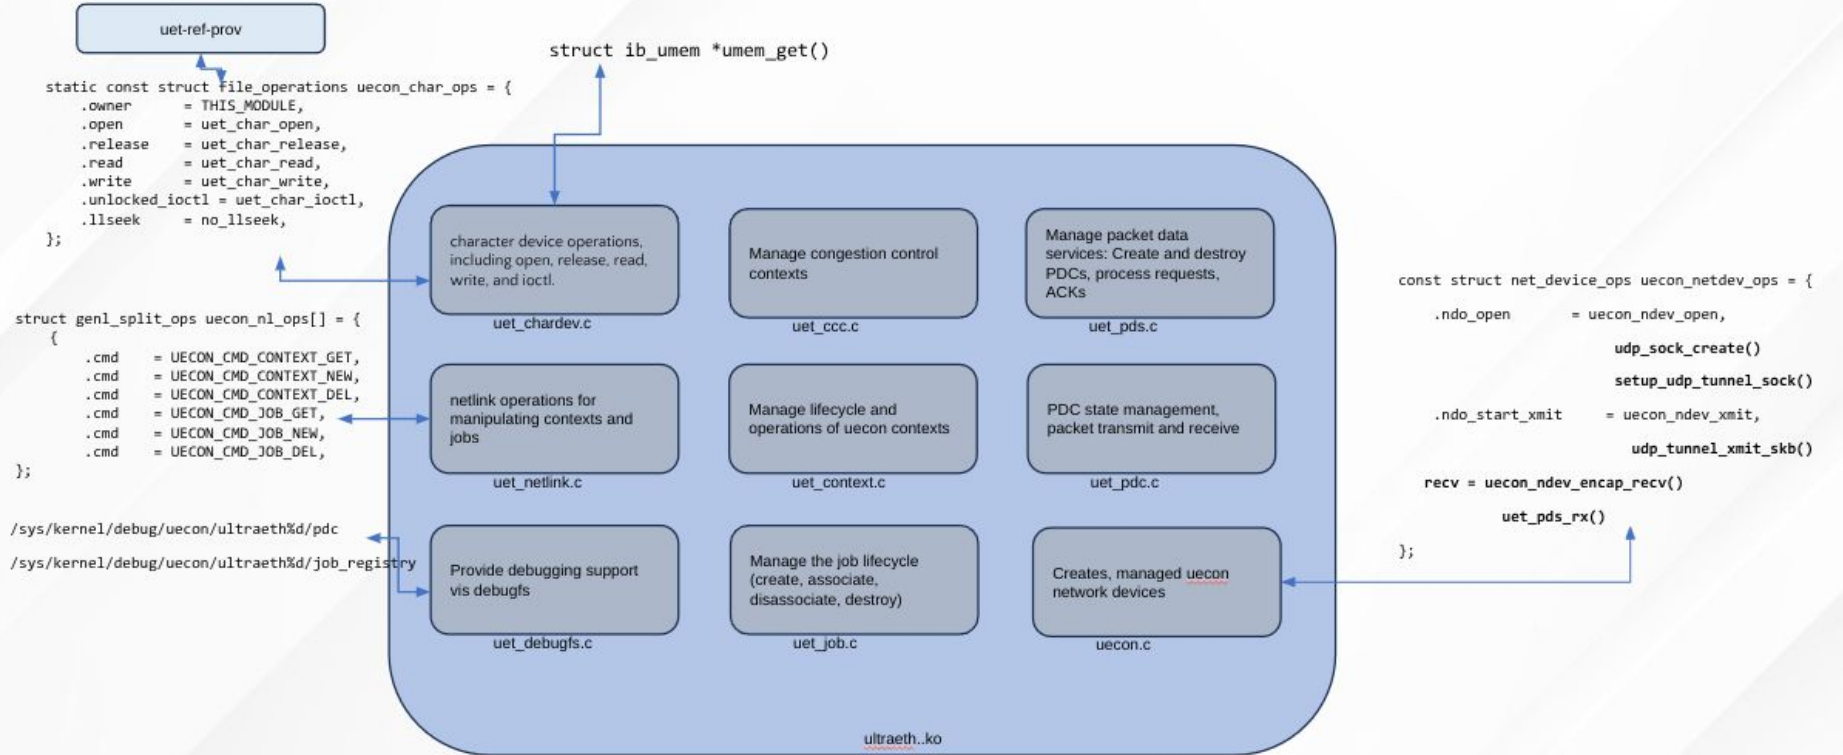 uet-ref-prov
struct ib_umem *umem_get()
static const struct file_operations uecon_char_ops = {
.owner = THIS_MODULE,
.open = uet_char_open,
.release = uet_char_release,
.read = uet_char_read,
.write = uet_char_write,
.unlocked_ioctl = uet_char_ioctl,
.llseek = no_llseek,
};
struct genl_split_ops uecon_nl_ops[] = {
{
.cmd = UECON_CMD_CONTEXT_GET,
.cmd = UECON_CMD_CONTEXT_NEW,
.cmd = UECON_CMD_CONTEXT_DEL,
.cmd = UECON_CMD_JOB_GET,
.cmd = UECON_CMD_JOB_NEW,
.cmd = UECON_CMD_JOB_DEL,
};
/sys/kernel/debug/uecon/ultraeth%d/pdc
/sys/kernel/debug/uecon/ultraeth%d/job_registry
character device operations,
including open, release, read,
write, and ioctl.
uet_chardev.c
Manage congestion control
contexts
uet_ccc.c
Manage packet data
services: Create and destroy
PDCs, process requests,
ACKs
uet_pds.c
netlink operations for
manipulating contexts and
jobs
uet_netlink.c
Manage lifecycle and
operations of uecon contexts
uet_context.c
PDC state management,
packet transmit and receive
uet_pdc.c
Provide debugging support
vis debugfs
uet_debugfs.c
Manage the job lifecycle
(create, associate,
disassociate, destroy)
uet_job.c
Creates, managed uecon
network devices
uecon.c
ultraeth..ko
const struct net_device_ops uecon_netdev_ops = {
.ndo_open = uecon_ndev_open,
udp_sock_create()
setup_udp_tunnel_sock()
.ndo_start_xmit = uecon_ndev_xmit,
udp_tunnel_xmit_skb()
recv = uecon_ndev_encap_recv()
uet_pds_rx()
};